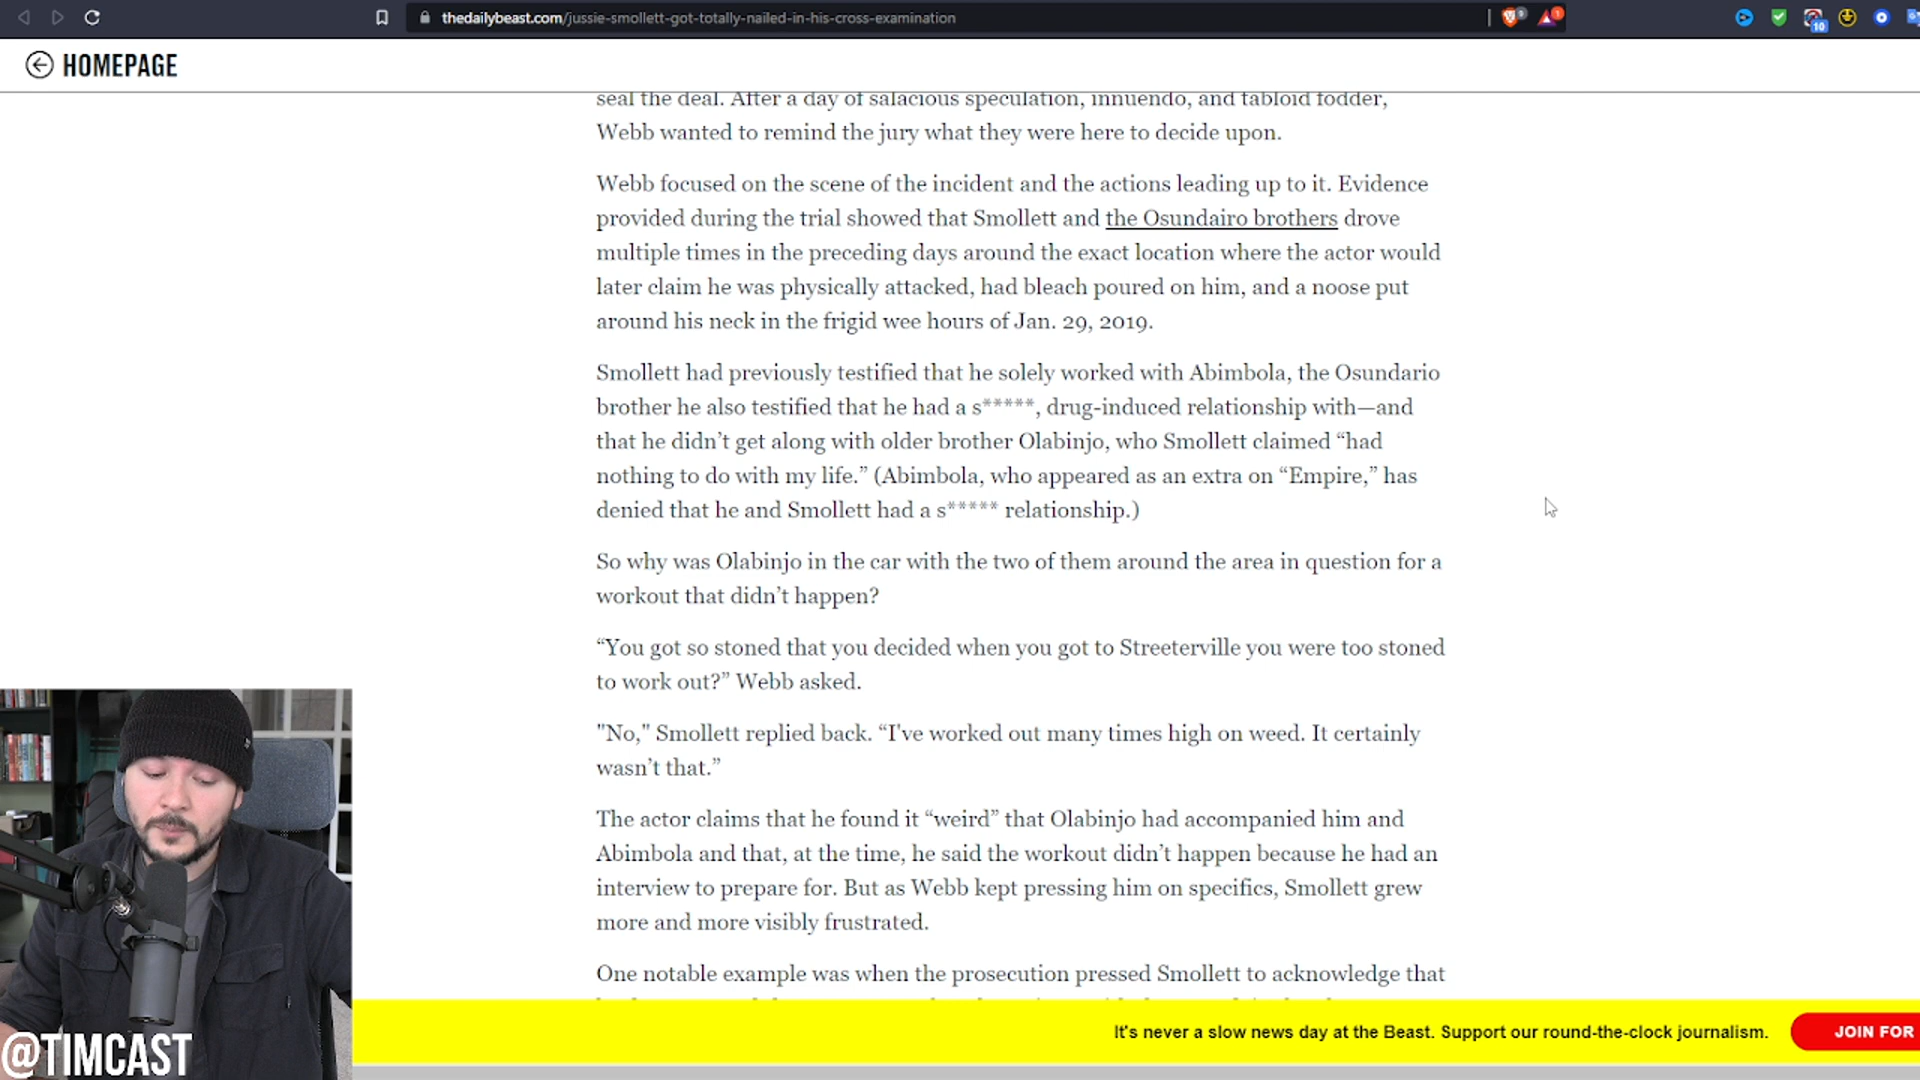 thedailybeast.com/jussie-smollett-got-totally-nailed-in-his-cross-examination
10
HOMEPAGE
seal the deal. After a day of salacious speculation, innuendo, and tabloid fodder,
Webb wanted to remind the jury what they were here to decide upon.
Webb focused on the scene of the incident and the actions leading up to it. Evidence
provided during the trial showed that Smollett and the Osundairo brothers drove
multiple times in the preceding days around the exact location where the actor would
later claim he was physically attacked, had bleach poured on him, and a noose put
around his neck in the frigid wee hours of Jan. 29, 2019.
Smollett had previously testified that he solely worked with Abimbola, the Osundario
brother he also testified that he had a s*****, drug-induced relationship with—and
that he didn’t get along with older brother Olabinjo, who Smollett claimed “had
nothing to do with my life.” (Abimbola, who appeared as an extra on “Empire,” has
denied that he and Smollett had a s***** relationship.)
So why was Olabinjo in the car with the two of them around the area in question for a
workout that didn’t happen?
“You got so stoned that you decided when you got to Streeterville you were too stoned
to work out?” Webb asked.
"No," Smollett replied back. “I've worked out many times high on weed. It certainly
wasn’t that.”
The actor claims that he found it “weird” that Olabinjo had accompanied him and
Abimbola and that, at the time, he said the workout didn’t happen because he had an
interview to prepare for. But as Webb kept pressing him on specifics, Smollett grew
more and more visibly frustrated.
One notable example was when the prosecution pressed Smollett to acknowledge that
It's never a slow news day at the Beast. Support our round-the-clock journalism.
JOIN FOR
@TIMCAST